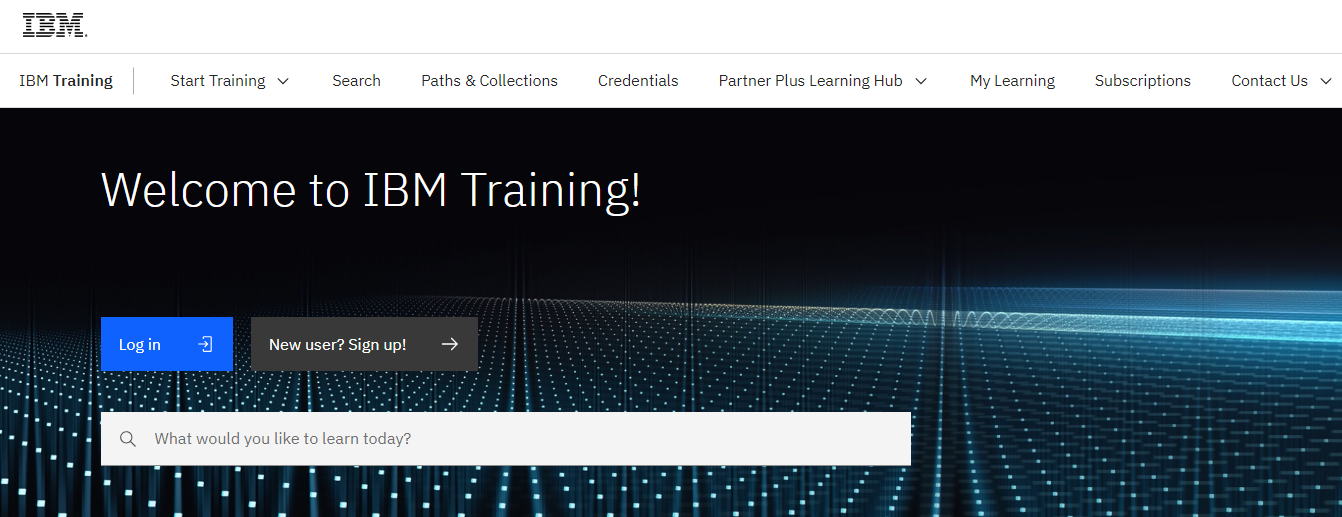 IBM
IBM Training Start Training Search Paths & Collections Credentials Partner Plus Learning Hub My Learning Subscriptions Contact Us
Welcome to IBM Training!
Log in New user? Sign up!
What would you like to learn today?